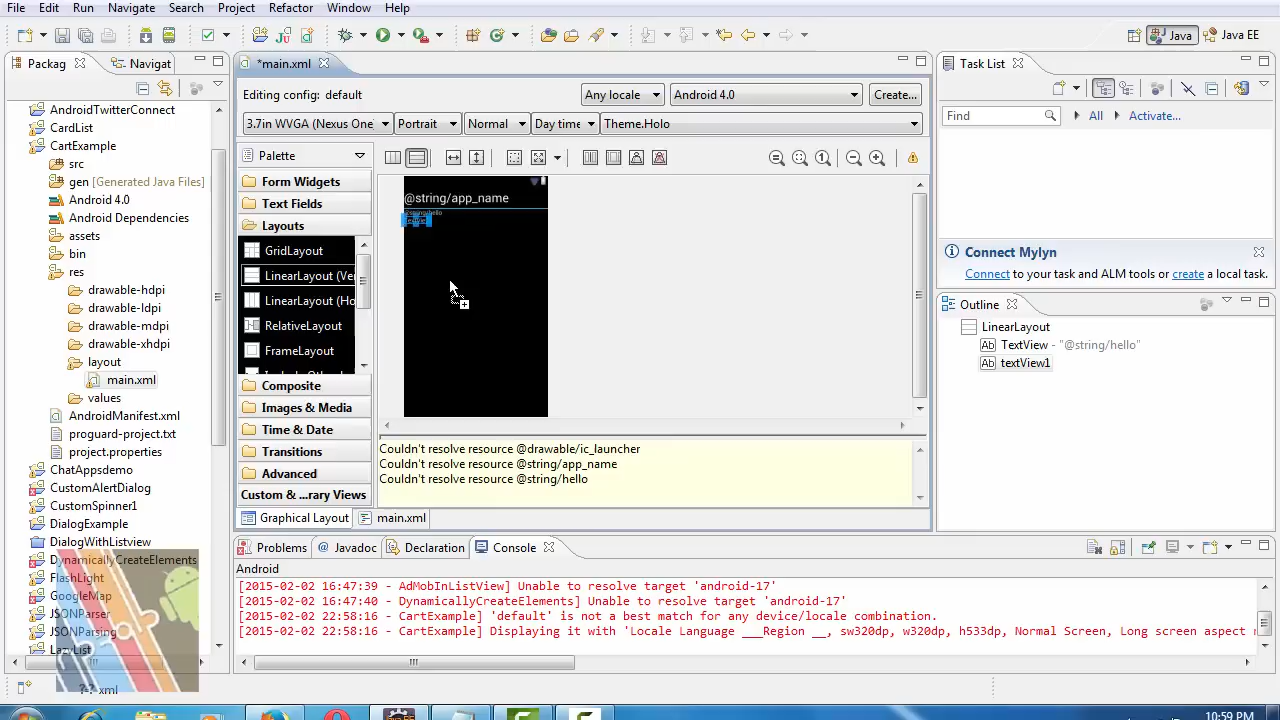 File Edit Run Navigate Search Project Refactor Window Help
Java
Java EE
Packag
Navigat
*main.xml
Task List
Editing config: default
Any locale
Android 4.0
Create...
3.7in WVGA (Nexus One
Portrait
Normal
Day time
Theme.Holo
Find
All
Activate...
Palette
Form Widgets
Text Fields
Layouts
GridLayout
LinearLayout (Ver
LinearLayout (Ho
RelativeLayout
FrameLayout
Composite
Images & Media
Time & Date
Transitions
Advanced
Custom & ...rary Views
@string/app_name
@string/hello
AndroidTwitterConnect
CardList
CartExample
src
gen [Generated Java Files]
Android 4.0
Android Dependencies
assets
bin
res
drawable-hdpi
drawable-ldpi
drawable-mdpi
drawable-xhdpi
layout
main.xml
values
AndroidManifest.xml
proguard-project.txt
project.properties
ChatAppsdemo
CustomAlertDialog
CustomSpinner1
DialogExample
DialogWithListview
DynamicallyCreateElements
FlashLight
GoogleMap
JSONParser
JSONParsing
LazyList
Connect Mylyn
Connect to your task and ALM tools or create a local task.
Outline
LinearLayout
Ab TextView - "@string/hello"
Ab textView1
Couldn't resolve resource @drawable/ic_launcher
Couldn't resolve resource @string/app_name
Couldn't resolve resource @string/hello
Graphical Layout
main.xml
Problems
Javadoc
Declaration
Console
Android
[2015-02-02 16:47:39 - AdMobInListView] Unable to resolve target 'android-17'
[2015-02-02 16:47:40 - DynamicallyCreateElements] Unable to resolve target 'android-17'
[2015-02-02 22:58:16 - CartExample] 'default' is not a best match for any device/locale combination.
[2015-02-02 22:58:16 - CartExample] Displaying it with 'Locale Language ___Region __, sw320dp, w320dp, h533dp, Normal Screen, Long screen aspect r
xml
10:59 PM